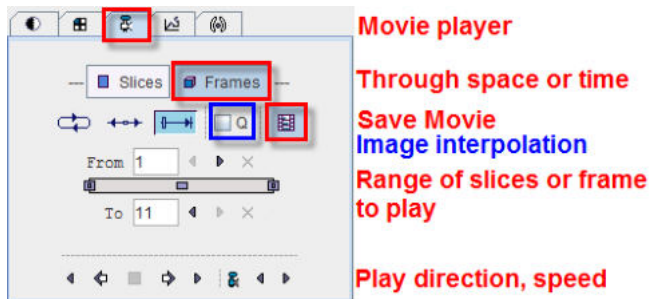 Movie player
Slices Frames
Through space or time
Q
Save Movie
Image interpolation
From 1
Range of slices or frame
to play
To 11
Play direction, speed